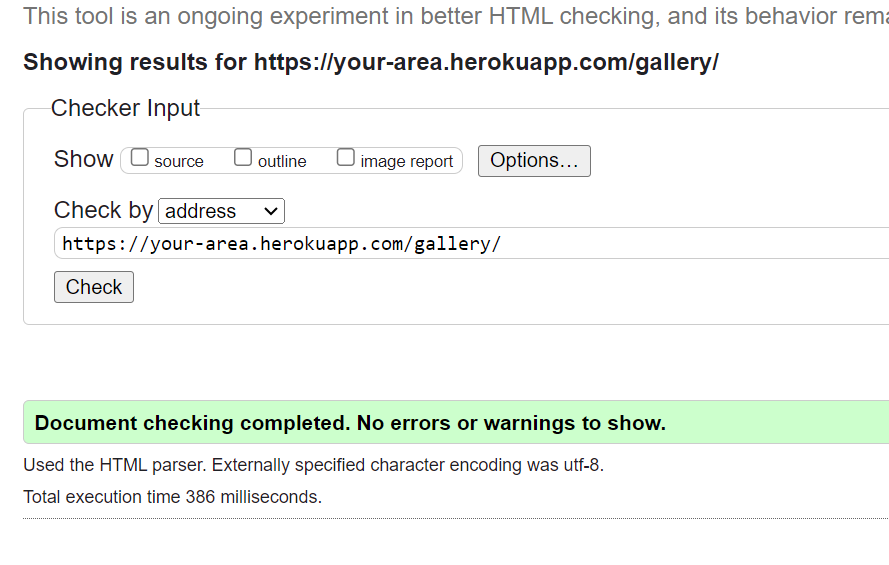 This tool is an ongoing experiment in better HTML checking, and its behavior
Showing results for https://your-area.herokuapp.com/gallery/
Checker Input
Show source outline image report Options...
Check by address
https://your-area.herokuapp.com/gallery/
Check
Document checking completed. No errors or warnings to show.
Used the HTML parser. Externally specified character encoding was utf-8.
Total execution time 386 milliseconds.